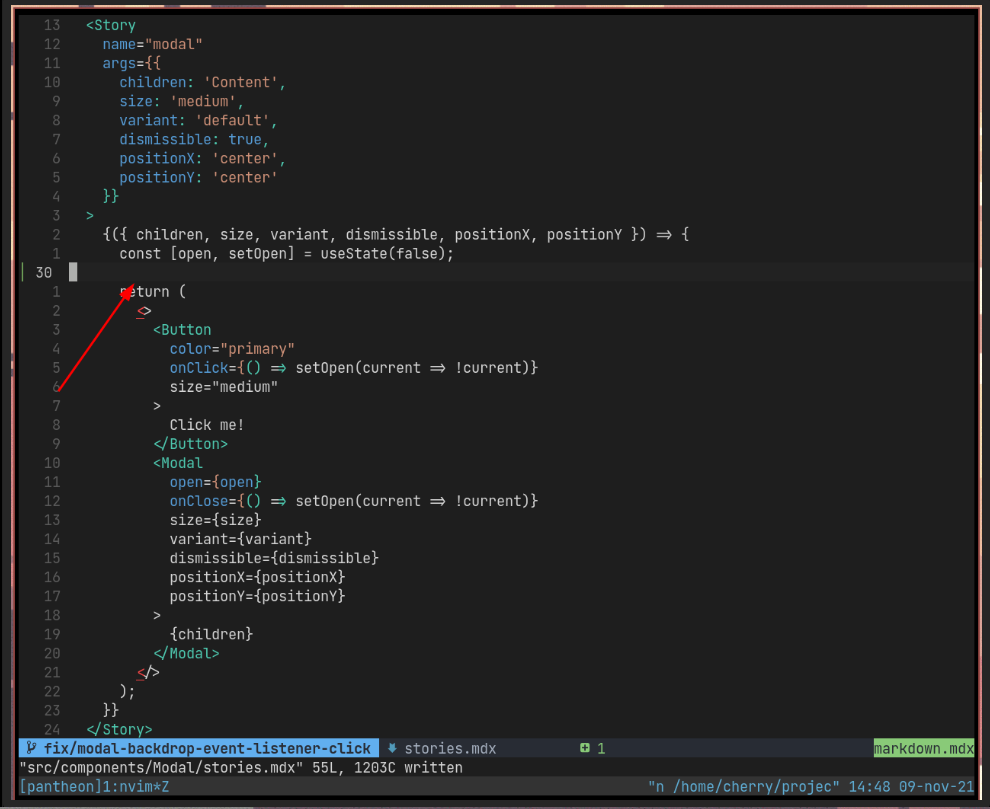 13 <Story
12 name="modal"
11 args={{
10 children: 'Content',
9 size: 'medium',
8 variant: 'default',
7 dismissible: true,
6 positionX: 'center',
5 positionY: 'center'
4 }}
3 >
2 {({ children, size, variant, dismissible, positionX, positionY }) => {
1 const [open, setOpen] = useState(false);
30
1 return (
2 <>
3 <Button
4 color="primary"
5 onClick={() => setOpen(current => !current)}
6 size="medium"
7 >
8 Click me!
9 </Button>
10 <Modal
11 open={open}
12 onClose={() => setOpen(current => !current)}
13 size={size}
14 variant={variant}
15 dismissible={dismissible}
16 positionX={positionX}
17 positionY={positionY}
18 >
19 {children}
20 </Modal>
21 </>
22 );
23 }}
24 </Story>
fix/modal-backdrop-event-listener-click stories.mdx 1 markdown.mdx
"src/components/Modal/stories.mdx" 55L, 1203C written
[pantheon]1:nvim*Z "n /home/cherry/projec" 14:48 09-nov-21